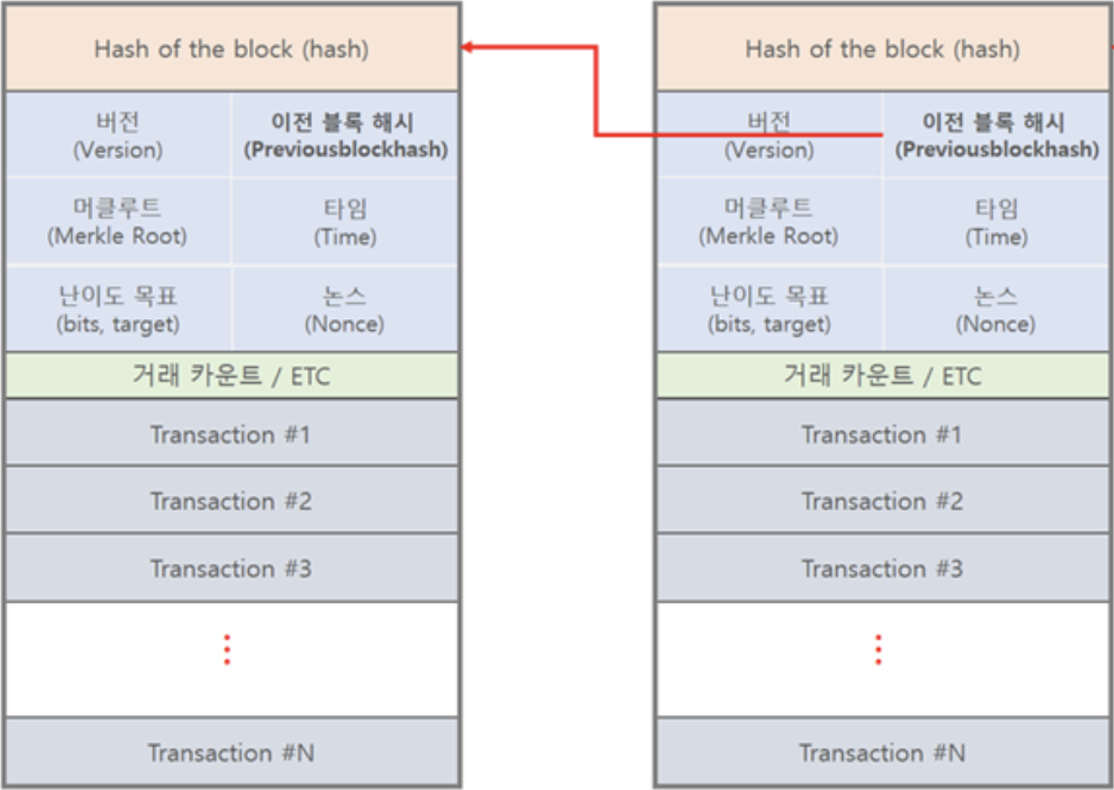 Hash of the block (hash)
버전
(Version)
이전 블록 해시
(Previousblockhash)
머클루트
(Merkle Root)
타임
(Time)
난이도 목표
(bits, target)
논스
(Nonce)
거래 카운트 / ETC
Transaction #1
Transaction #2
Transaction #3
Transaction #N
Hash of the block (hash)
버전
(Version)
이전 블록 해시
(Previousblockhash)
머클루트
(Merkle Root)
타임
(Time)
난이도 목표
(bits, target)
논스
(Nonce)
거래 카운트 / ETC
Transaction #1
Transaction #2
Transaction #3
Transaction #N